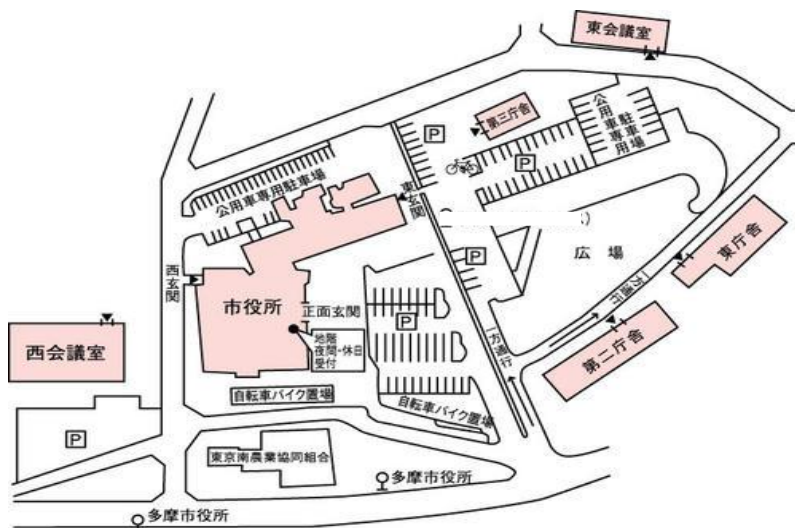 東会議室
公用車駐車場専用
第三庁舎
P
P
公用車専用駐車場
東玄関
P
広場
東庁舎
西玄関
市役所
正面玄関
P
一方通行
一方通行
地階
夜間・休日
受付
第二庁舎
西会議室
自転車バイク置場
自転車バイク置場
P
東京南農業協同組合
多摩市役所
多摩市役所